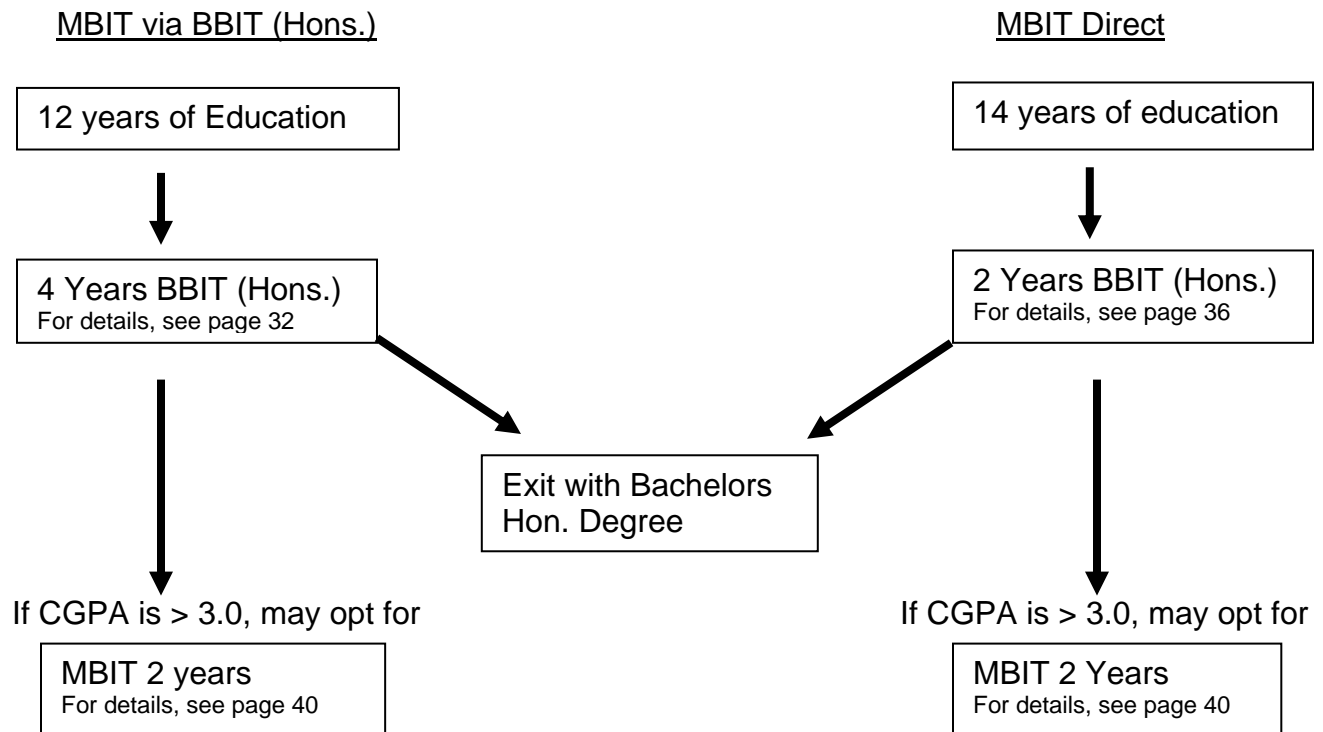 MBIT via BBIT (Hons.)
MBIT Direct
12 years of Education
14 years of education
4 Years BBIT (Hons.)
For details, see page 32
2 Years BBIT (Hons.)
For details, see page 36
Exit with Bachelors
Hon. Degree
If CGPA is > 3.0, may opt for
If CGPA is > 3.0, may opt for
MBIT 2 years
For details, see page 40
MBIT 2 Years
For details, see page 40